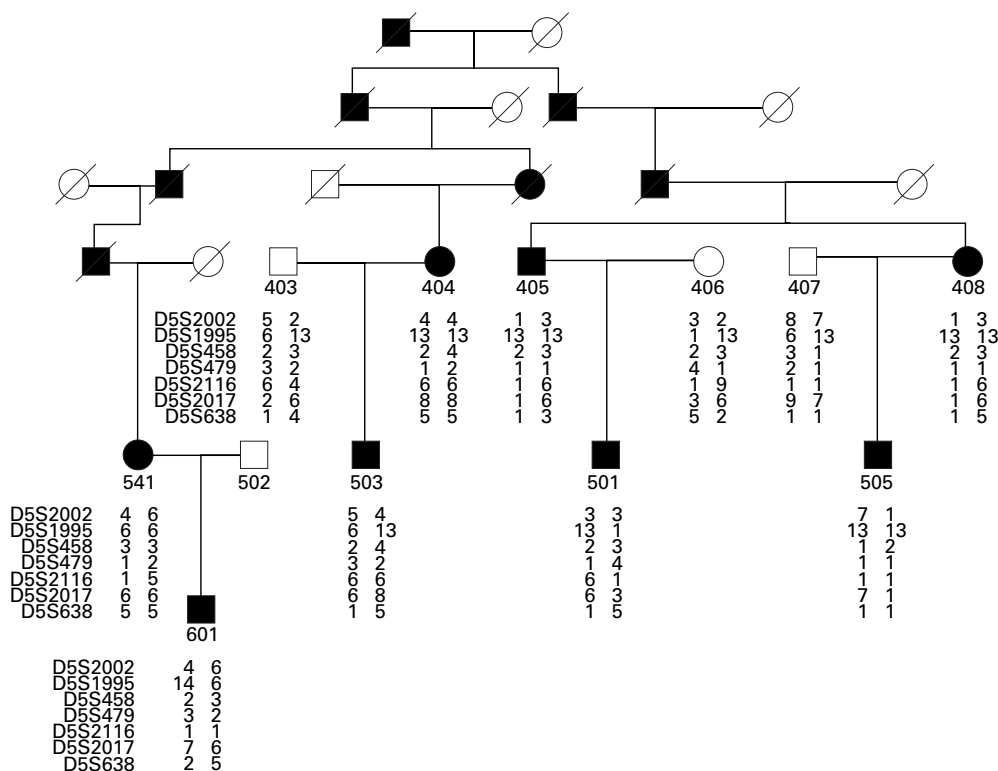 403 404 405 406 407 408
D5S2002 5 2 4 4 1 3 3 2 8 7 1 3
D5S1995 6 13 13 13 13 13 1 13 6 13 13 13
D5S458 2 3 2 4 2 3 2 3 3 1 2 3
D5S479 3 2 1 2 1 1 4 1 2 1 1 1
D5S2116 6 4 6 6 1 6 1 9 1 1 1 6
D5S2017 2 6 8 8 1 6 3 6 9 7 1 6
D5S638 1 4 5 5 1 3 5 2 1 1 1 5
541 502 503 501 505
D5S2002 4 6 5 4 3 3 7 1
D5S1995 6 6 6 13 13 1 13 13
D5S458 3 3 2 4 2 3 1 2
D5S479 1 2 3 2 1 4 1 1
D5S2116 1 5 6 6 6 1 1 1
D5S2017 6 6 6 8 6 3 7 1
D5S638 5 5 1 5 1 5 1 1
601
D5S2002 4 6
D5S1995 14 6
D5S458 2 3
D5S479 3 2
D5S2116 1 1
D5S2017 7 6
D5S638 2 5